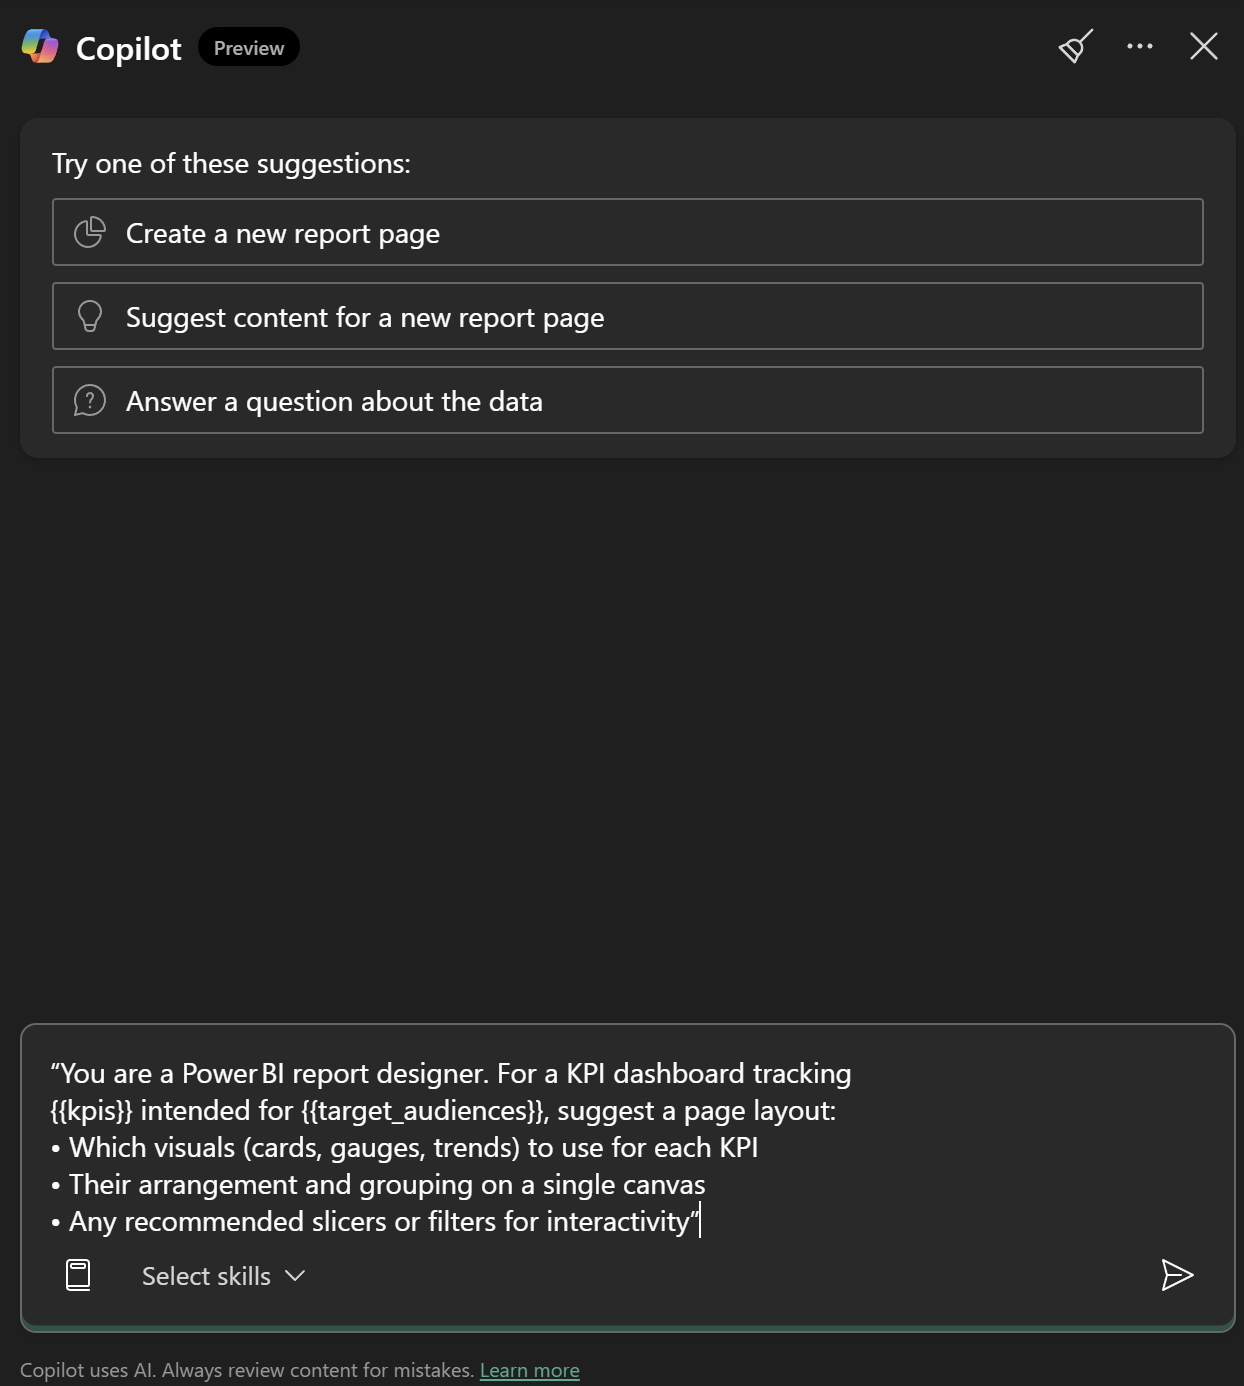 Copilot Preview
Try one of these suggestions:
Create a new report page
Suggest content for a new report page
Answer a question about the data
“You are a Power BI report designer. For a KPI dashboard tracking
{{kpis}} intended for {{target_audiences}}, suggest a page layout:
• Which visuals (cards, gauges, trends) to use for each KPI
• Their arrangement and grouping on a single canvas
• Any recommended slicers or filters for interactivity”
Select skills
Copilot uses AI. Always review content for mistakes. Learn more